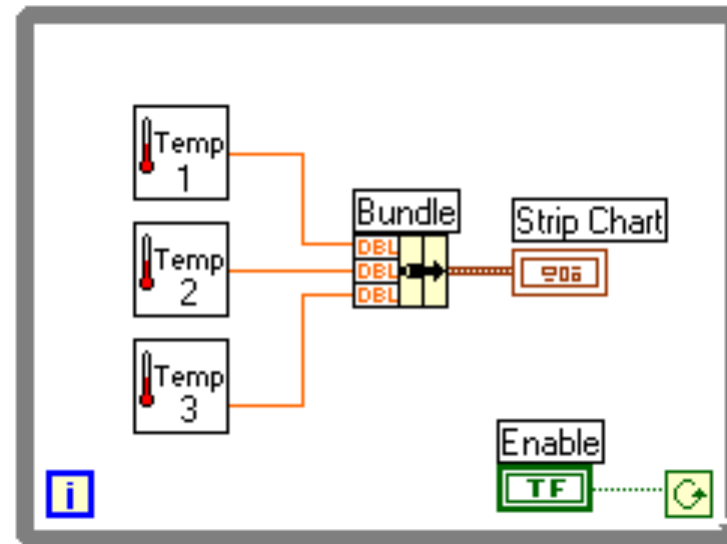 Temp
1
Temp
2
Temp
3
Bundle
DBL
DBL
DBL
Strip Chart
Enable
TF
i